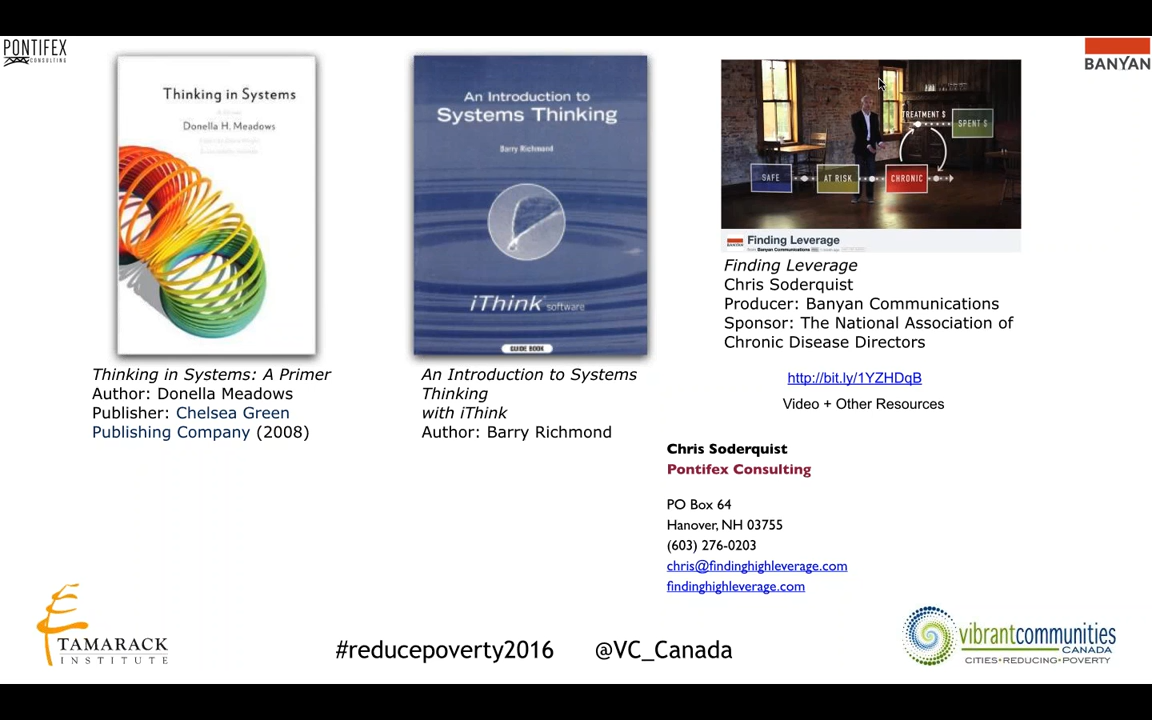 PONTIFEX
CONSULTING
BANYAN
Thinking in Systems
Donella H. Meadows
An Introduction to
Systems Thinking
Barry Richmond
iThink software
GUIDE BOOK
TREATMENT $
SPENT $
SAFE
AT RISK
CHRONIC
Finding Leverage
Banyan Communications
Thinking in Systems: A Primer
Author: Donella Meadows
Publisher: Chelsea Green
Publishing Company (2008)
An Introduction to Systems
Thinking
with iThink
Author: Barry Richmond
Finding Leverage
Chris Soderquist
Producer: Banyan Communications
Sponsor: The National Association of
Chronic Disease Directors
http://bit.ly/1YZHDqB
Video + Other Resources
Chris Soderquist
Pontifex Consulting
PO Box 64
Hanover, NH 03755
(603) 276-0203
chris@findinghighleverage.com
findinghighleverage.com
TAMARACK
INSTITUTE
#reducepoverty2016 @VC_Canada
vibrantcommunities
CANADA
CITIES•REDUCING•POVERTY